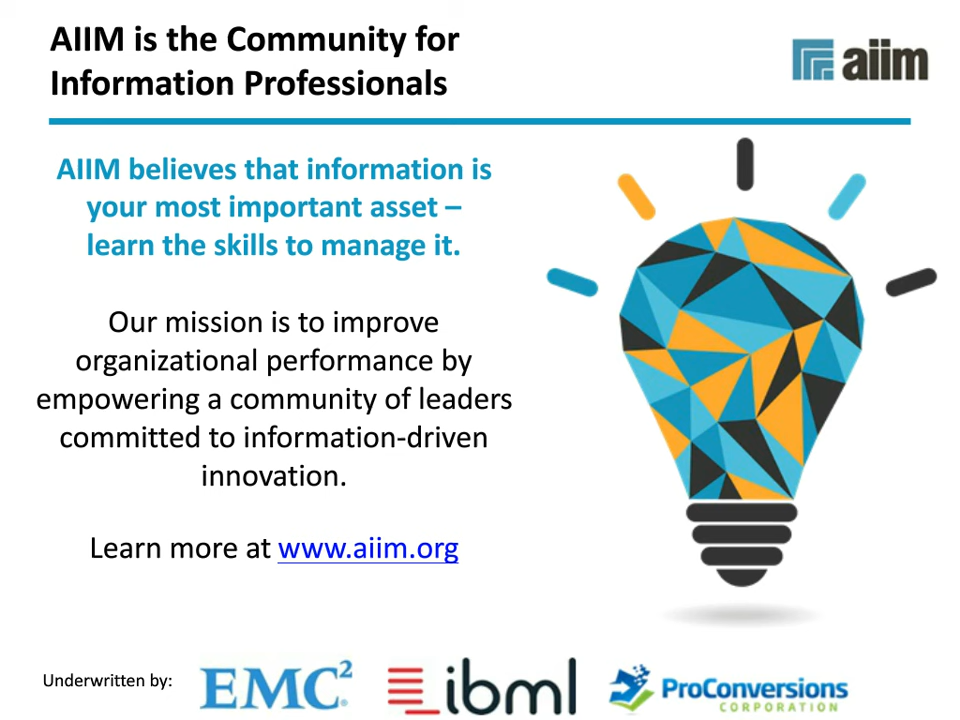 AIIM is the Community for
Information Professionals
aiim
AIIM believes that information is
your most important asset –
learn the skills to manage it.
Our mission is to improve
organizational performance by
empowering a community of leaders
committed to information-driven
innovation.
Learn more at www.aiim.org
Underwritten by:
EMC²
ibml
ProConversions
CORPORATION